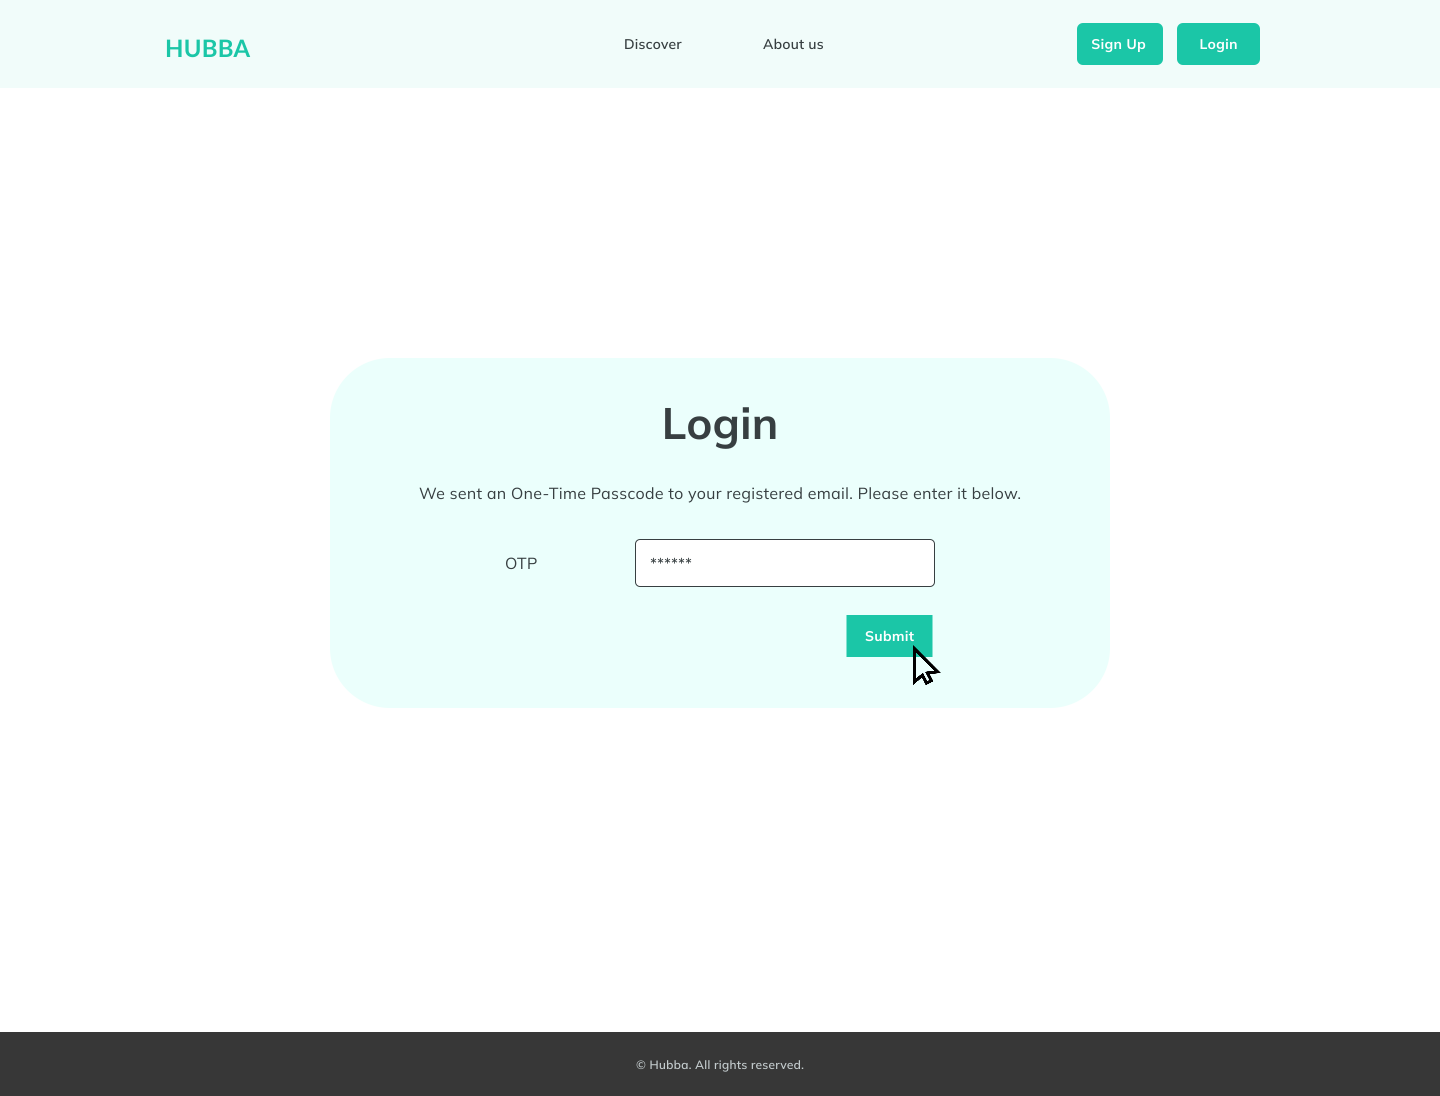 HUBBA
Discover
About us
Sign Up
Login
Login
We sent an One-Time Passcode to your registered email. Please enter it below.
OTP
******
Submit
© Hubba. All rights reserved.